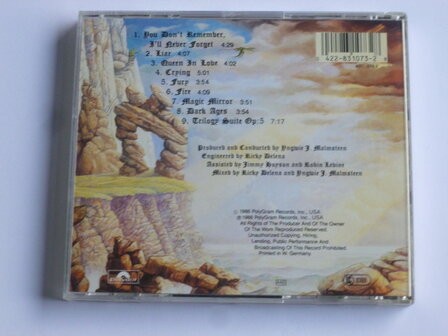 1. You Don't Remember,
I'll Never Forget 4:29
2. Liar 4:07
3. Queen In Love 4:02
4. Crying 5:01
5. Fury 3:54
6. Fire 4:09
7. Magic Mirror 3:51
8. Dark Ages 3:54
9. Trilogy Suite Op:5 7:17
0 422-831073-2 8
Produced and Conducted by Yngwie J. Malmsteen
Engineered by Ricky Delena
Assisted by Jimmy Hoyson and Robin Levine
Mixed by Ricky Delena and Yngwie J. Malmsteen
© 1986 PolyGram Records, Inc., USA
℗ 1986 PolyGram Records, Inc., USA
All Rights of The Producer And Of The Owner
Of The Work Reproduced Reserved.
Unauthorized Copying, Hiring,
Lending, Public Performance And
Broadcasting Of This Record Prohibited.
Printed in W. Germany